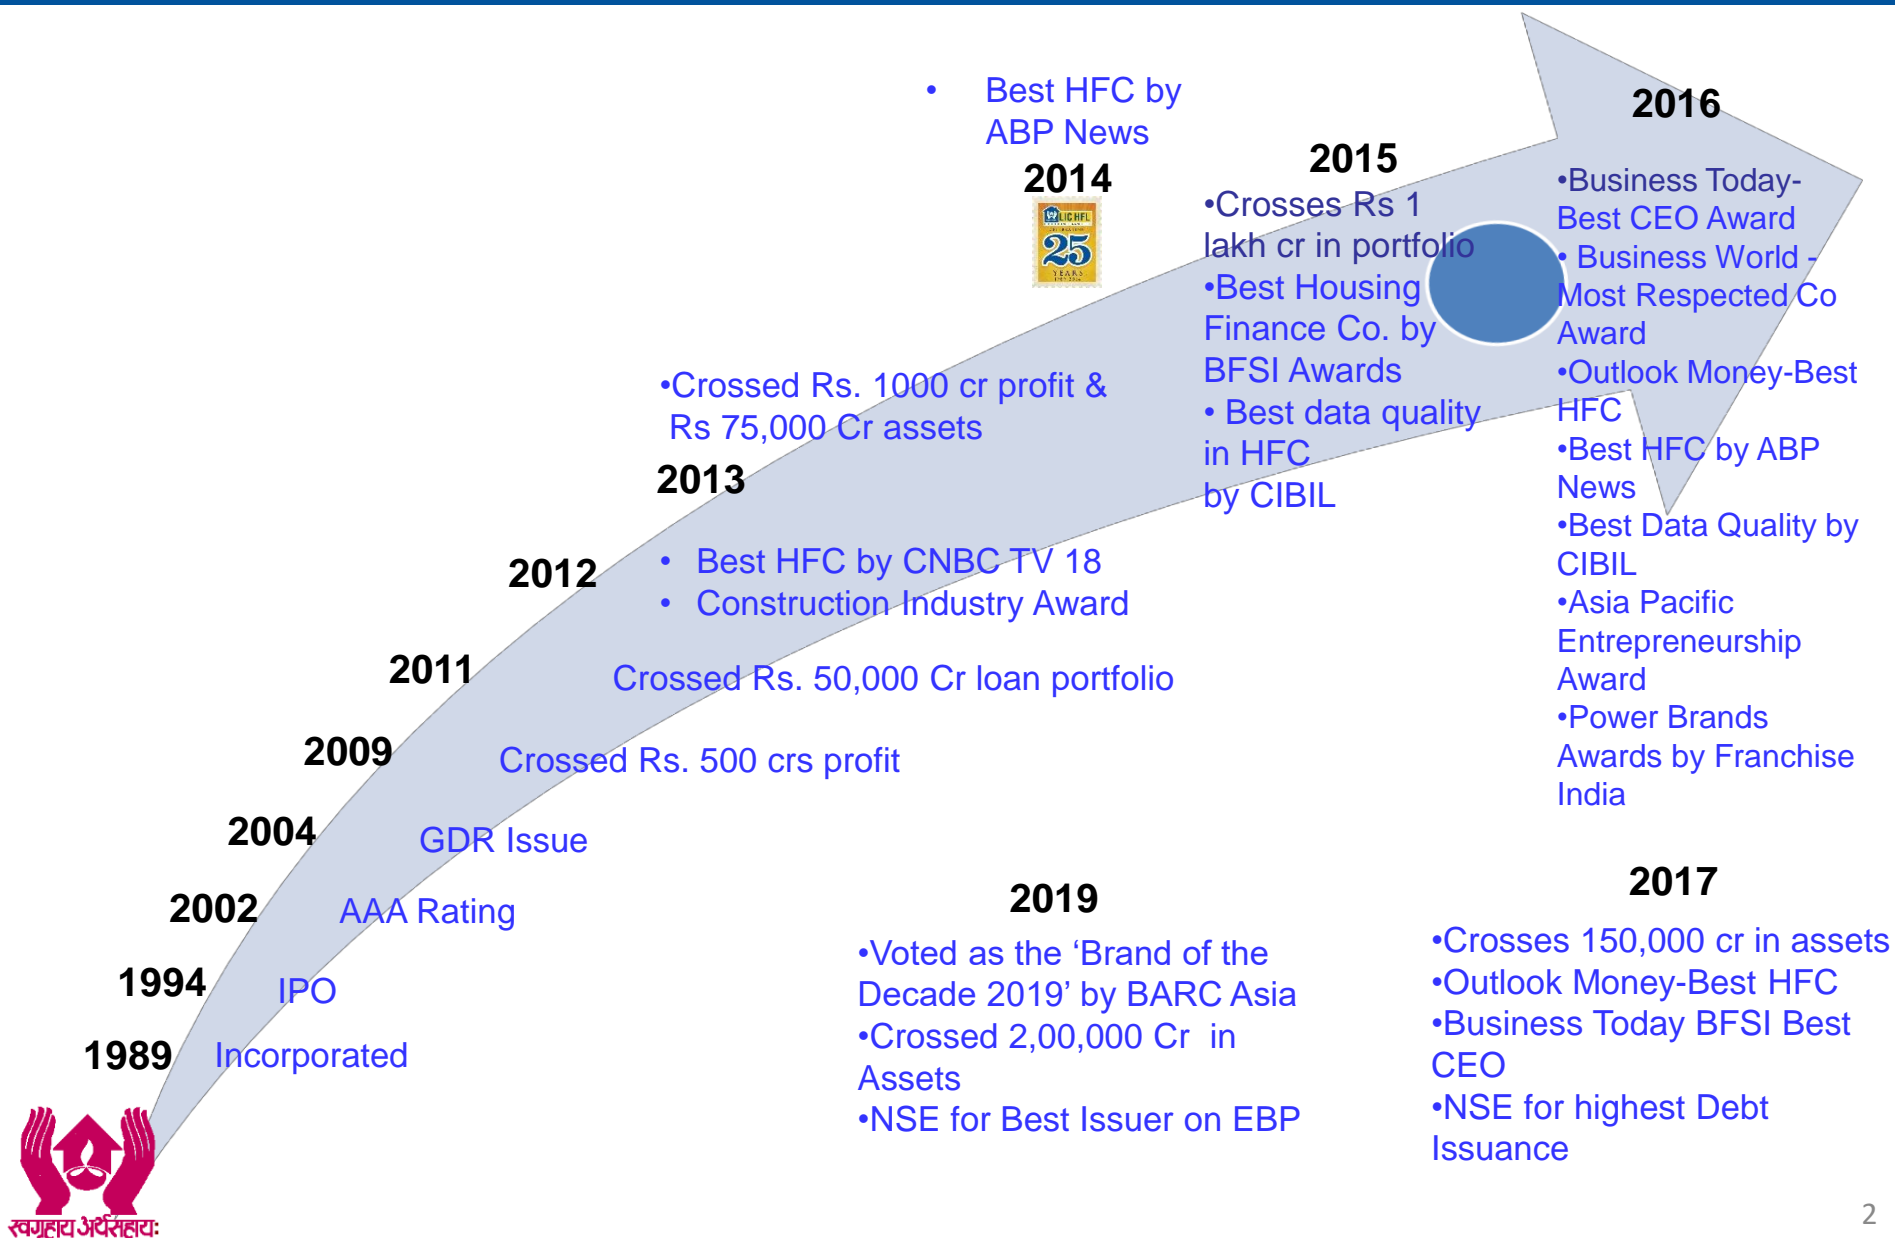 • Best HFC by
ABP News
2014
LIC HFL
25
YEARS
2015
•Crosses Rs 1
lakh cr in portfolio
•Best Housing
Finance Co. by
BFSI Awards
• Best data quality
in HFC
by CIBIL
2016
•Business Today-
Best CEO Award
• Business World -
Most Respected Co
Award
•Outlook Money-Best
HFC
•Best HFC by ABP
News
•Best Data Quality by
CIBIL
•Asia Pacific
Entrepreneurship
Award
•Power Brands
Awards by Franchise
India
•Crossed Rs. 1000 cr profit &
Rs 75,000 Cr assets
2013
2012
• Best HFC by CNBC TV 18
• Construction Industry Award
2011
Crossed Rs. 50,000 Cr loan portfolio
2009
Crossed Rs. 500 crs profit
2004
GDR Issue
2002
AAA Rating
1994
IPO
1989
Incorporated
2019
•Voted as the ‘Brand of the
Decade 2019’ by BARC Asia
•Crossed 2,00,000 Cr  in
Assets
•NSE for Best Issuer on EBP
2017
•Crosses 150,000 cr in assets
•Outlook Money-Best HFC
•Business Today BFSI Best
CEO
•NSE for highest Debt
Issuance
स्वगृहाय अर्थसहाय:
2